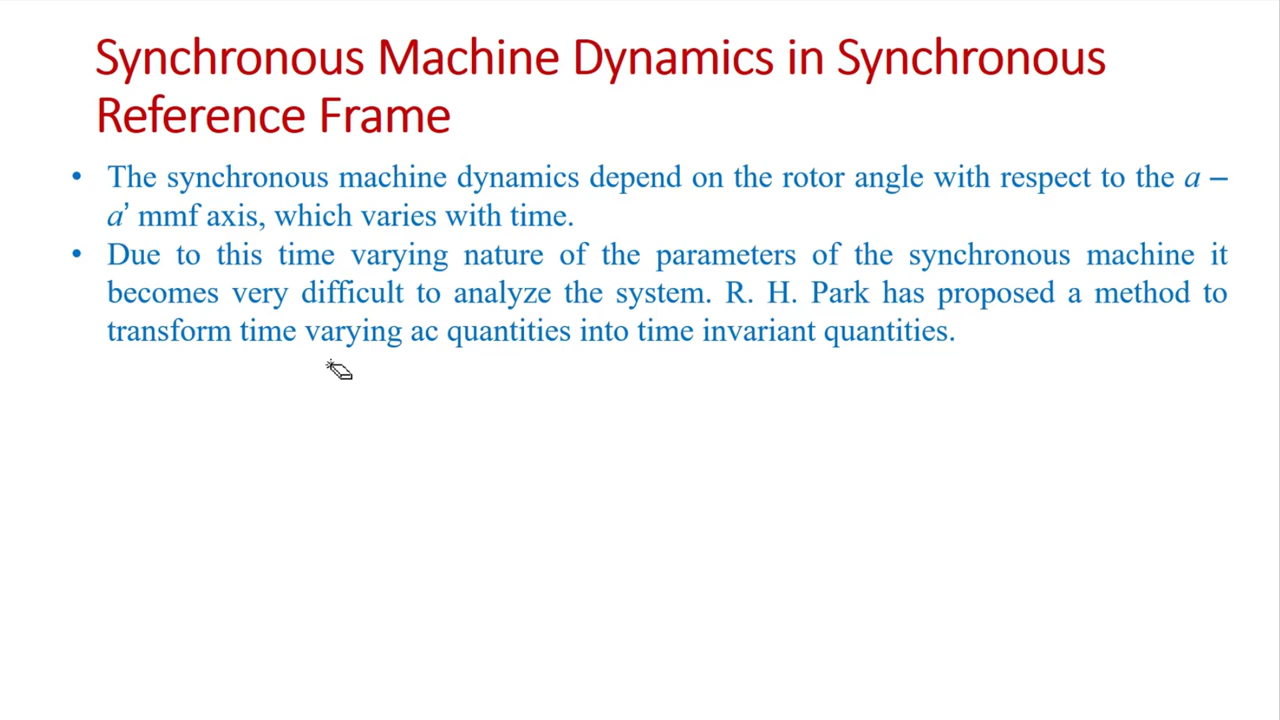 Synchronous Machine Dynamics in Synchronous
Reference Frame
• The synchronous machine dynamics depend on the rotor angle with respect to the a –
a’ mmf axis, which varies with time.
• Due to this time varying nature of the parameters of the synchronous machine it
becomes very difficult to analyze the system. R. H. Park has proposed a method to
transform time varying ac quantities into time invariant quantities.